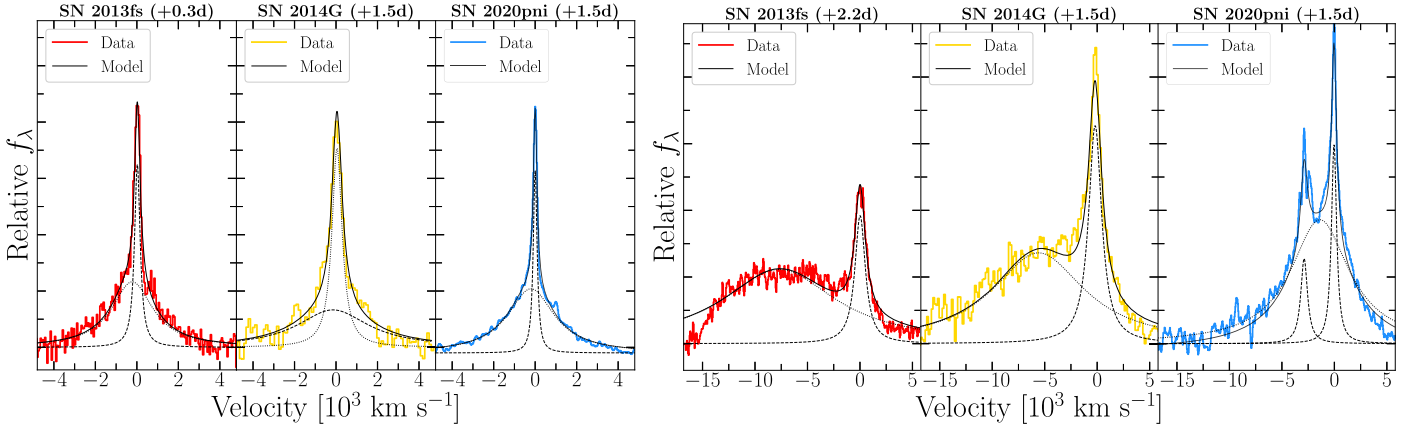 SN 2013fs (+0.3d) SN 2014G (+1.5d) SN 2020pni (+1.5d)
Data Data Data
Model Model Model
Relative f_λ
−4 −2 0 2 4 −4 −2 0 2 4 −4 −2 0 2 4
Velocity [10³ km s⁻¹]
SN 2013fs (+2.2d) SN 2014G (+1.5d) SN 2020pni (+1.5d)
Data Data Data
Model Model Model
Relative f_λ
−15 −10 −5 0 5 −15 −10 −5 0 5 −15 −10 −5 0 5
Velocity [10³ km s⁻¹]